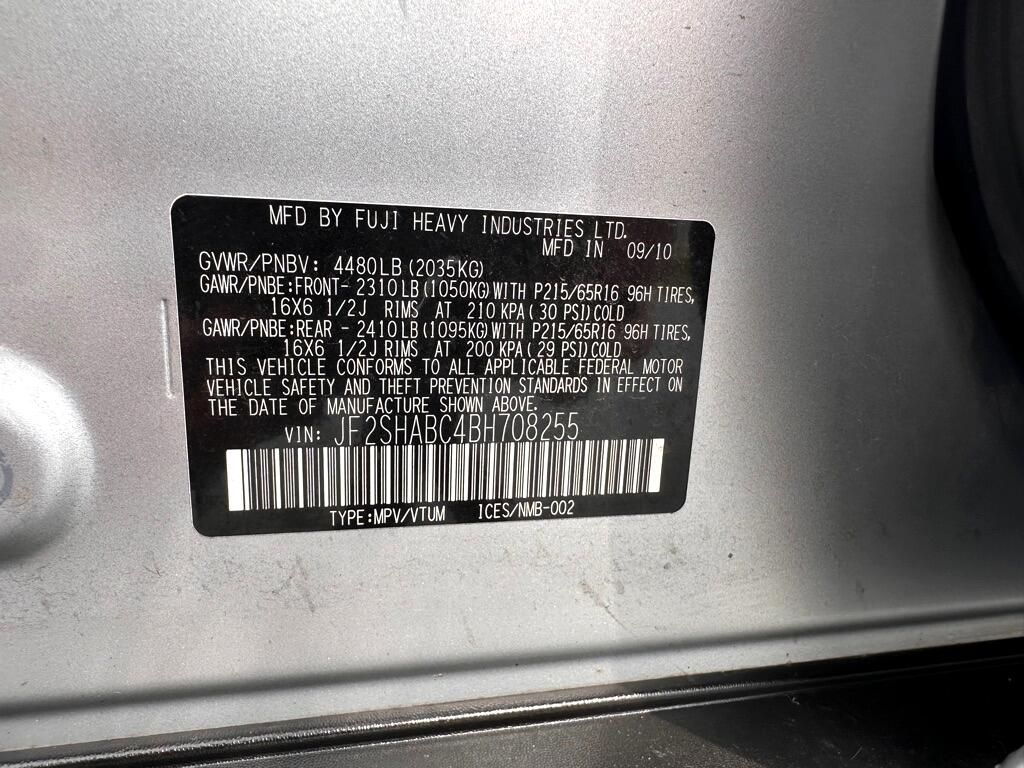 MFD BY FUJI HEAVY INDUSTRIES LTD.
MFD IN 09/10
GVWR/PNBV: 4480LB(2035KG)
GAWR/PNBE:FRONT- 2310LB(1050KG)WITH P215/65R16 96H TIRES,
16X6 1/2J RIMS AT 210 KPA( 30 PSI)COLD
GAWR/PNBE:REAR - 2410LB(1095KG)WITH P215/65R16 96H TIRES,
16X6 1/2J RIMS AT 200 KPA( 29 PSI)COLD
THIS VEHICLE CONFORMS TO ALL APPLICABLE FEDERAL MOTOR
VEHICLE SAFETY AND THEFT PREVENTION STANDARDS IN EFFECT ON
THE DATE OF MANUFACTURE SHOWN ABOVE.
VIN: JF2SHABC4BH708255
TYPE:MPV/VTUM ICES/NMB-002